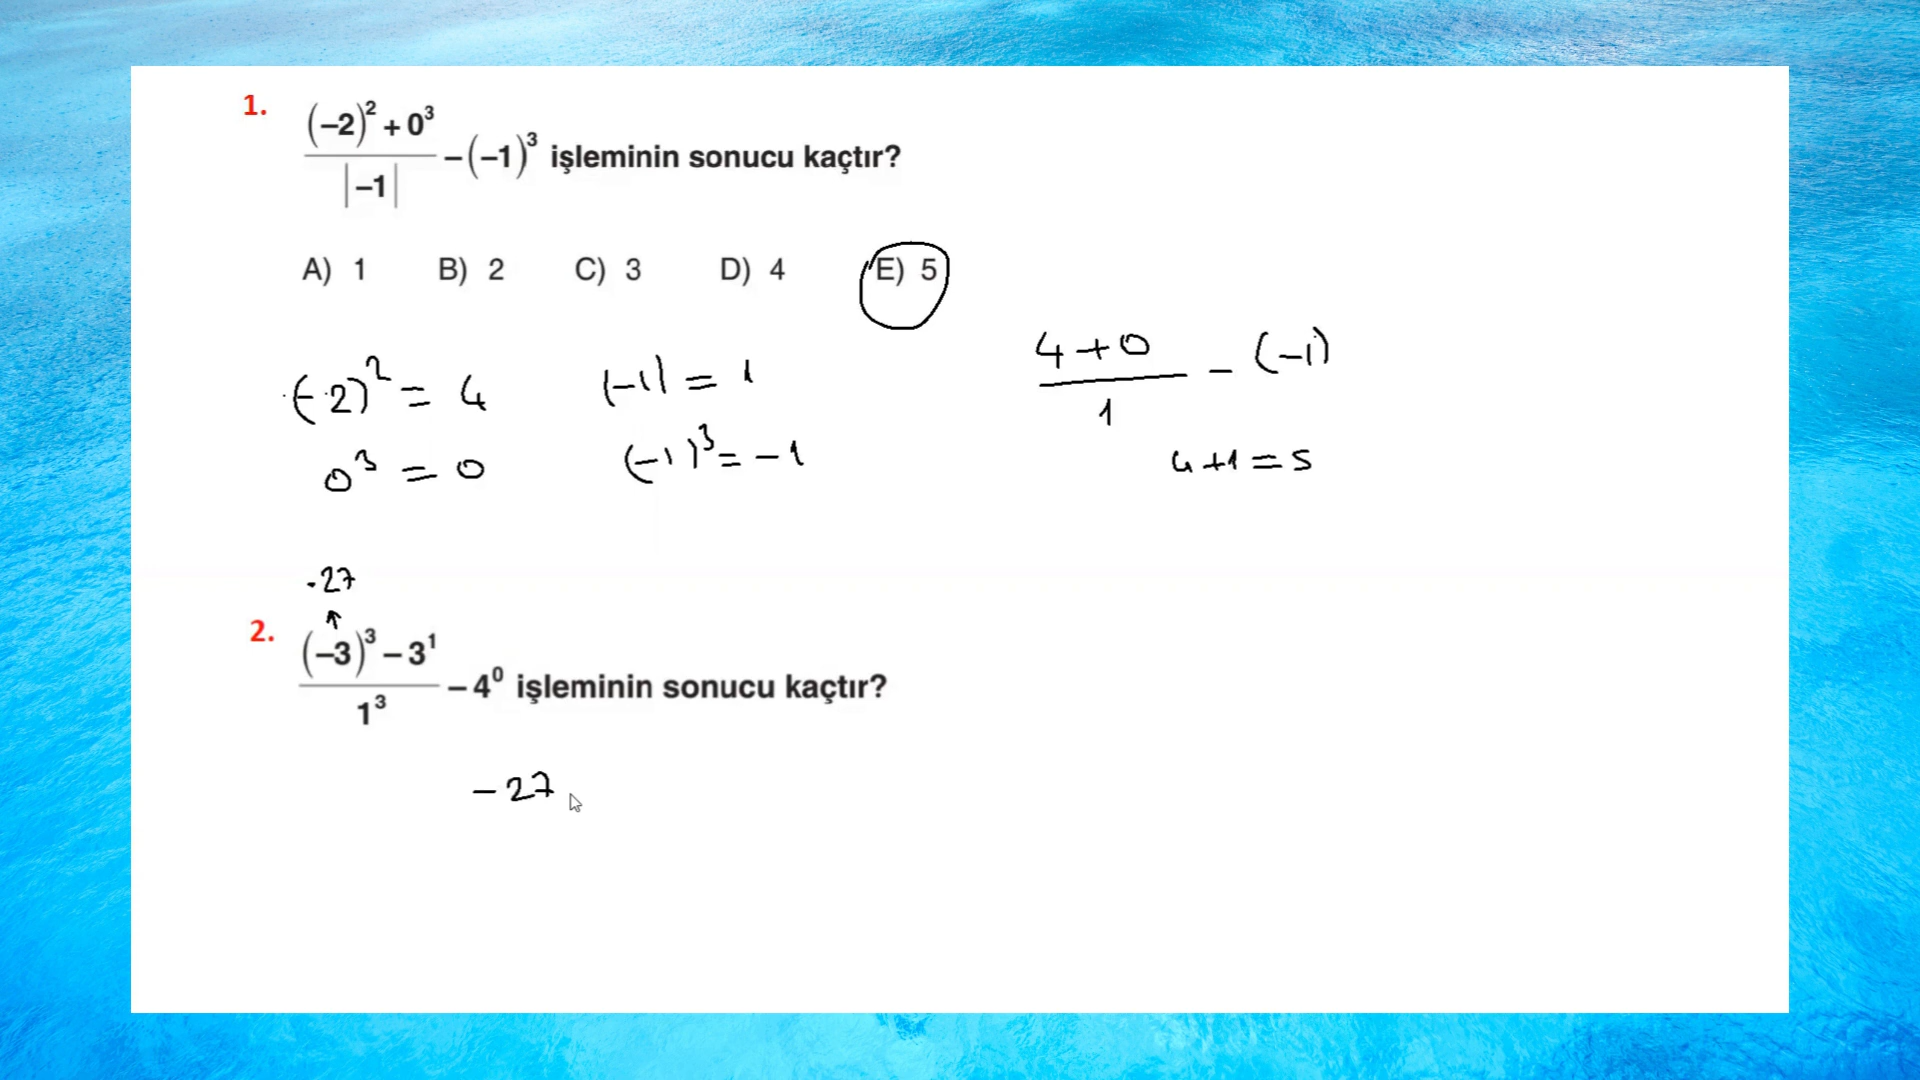 1. (−2)² + 0³ / |−1| − (−1)³ işleminin sonucu kaçtır?
A) 1 B) 2 C) 3 D) 4 E) 5
(-2)² = 4
0³ = 0
|-1| = 1
(-1)³ = -1
4+0 / 1 - (-1)
4+1=5
-27
2. (−3)³ − 3¹ / 1³ − 4⁰ işleminin sonucu kaçtır?
-27